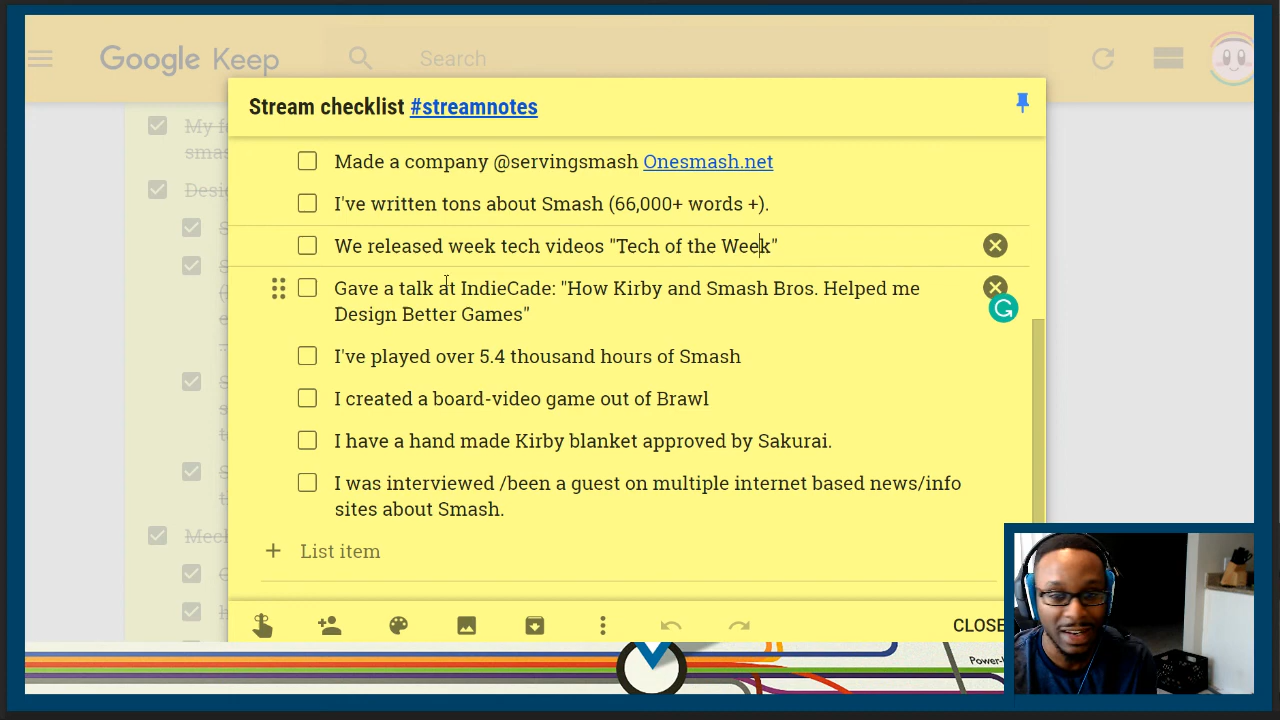 Google Keep
Search
Stream checklist #streamnotes
My
smas
Made a company @servingsmash Onesmash.net
I've written tons about Smash (66,000+ words +).
We released week tech videos "Tech of the Week"
Gave a talk at IndieCade: "How Kirby and Smash Bros. Helped me
Design Better Games"
I've played over 5.4 thousand hours of Smash
I created a board-video game out of Brawl
I have a hand made Kirby blanket approved by Sakurai.
I was interviewed /been a guest on multiple internet based news/info
sites about Smash.
+ List item
CLOSE